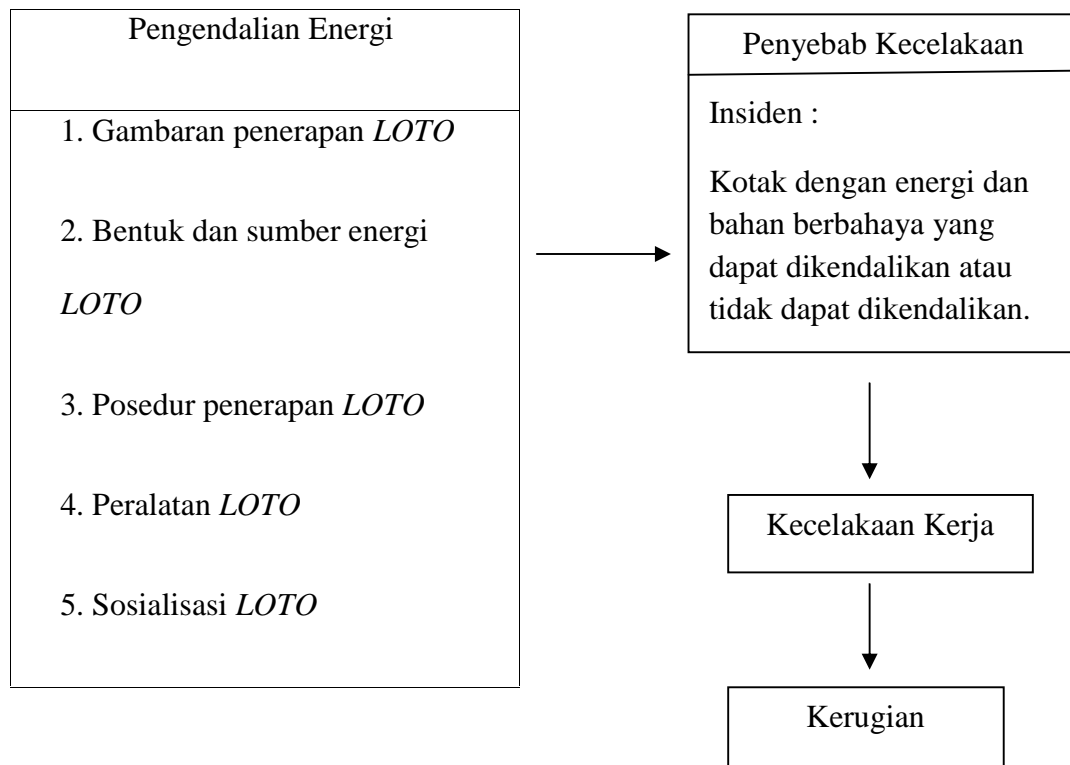 Pengendalian Energi
1. Gambaran penerapan LOTO
2. Bentuk dan sumber energi
LOTO
3. Posedur penerapan LOTO
4. Peralatan LOTO
5. Sosialisasi LOTO
Penyebab Kecelakaan
Insiden :
Kotak dengan energi dan
bahan berbahaya yang
dapat dikendalikan atau
tidak dapat dikendalikan.
Kecelakaan Kerja
Kerugian